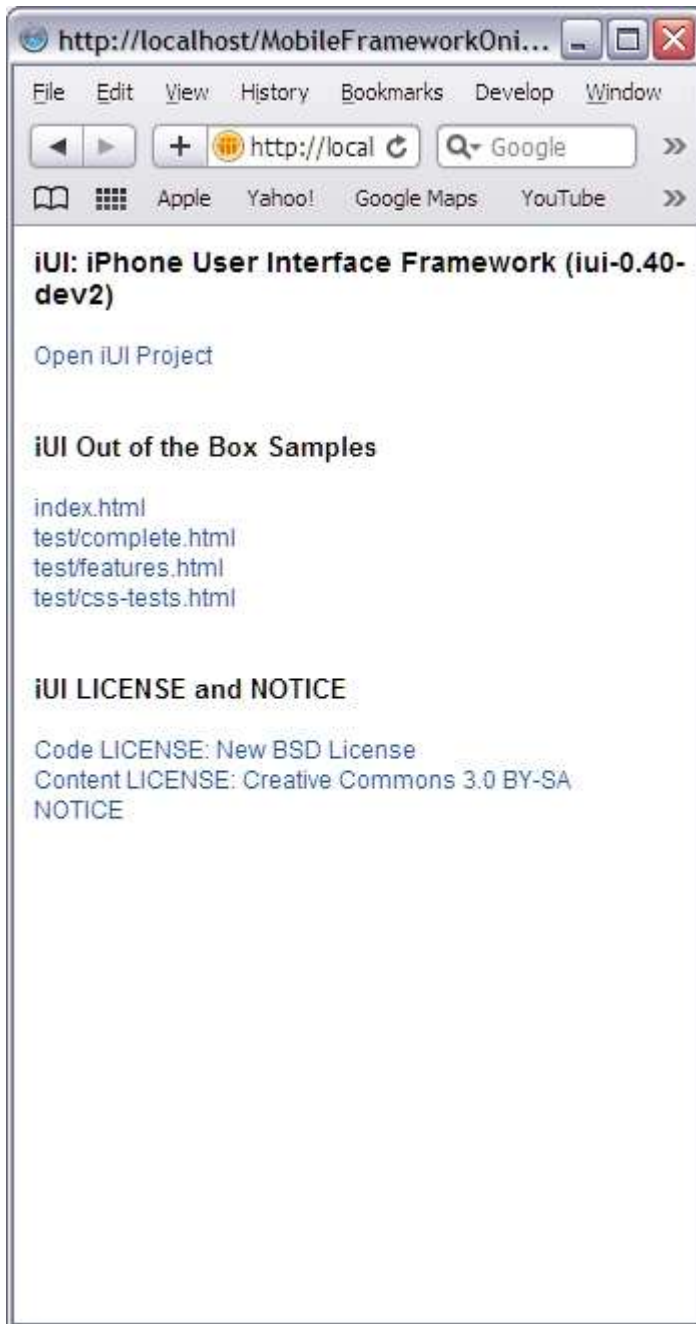 http://localhost/MobileFrameworkOni...
File Edit View History Bookmarks Develop Window
http://local Google
Apple Yahoo! Google Maps YouTube
iUI: iPhone User Interface Framework (iui-0.40-
dev2)
Open iUI Project
iUI Out of the Box Samples
index.html
test/complete.html
test/features.html
test/css-tests.html
iUI LICENSE and NOTICE
Code LICENSE: New BSD License
Content LICENSE: Creative Commons 3.0 BY-SA
NOTICE